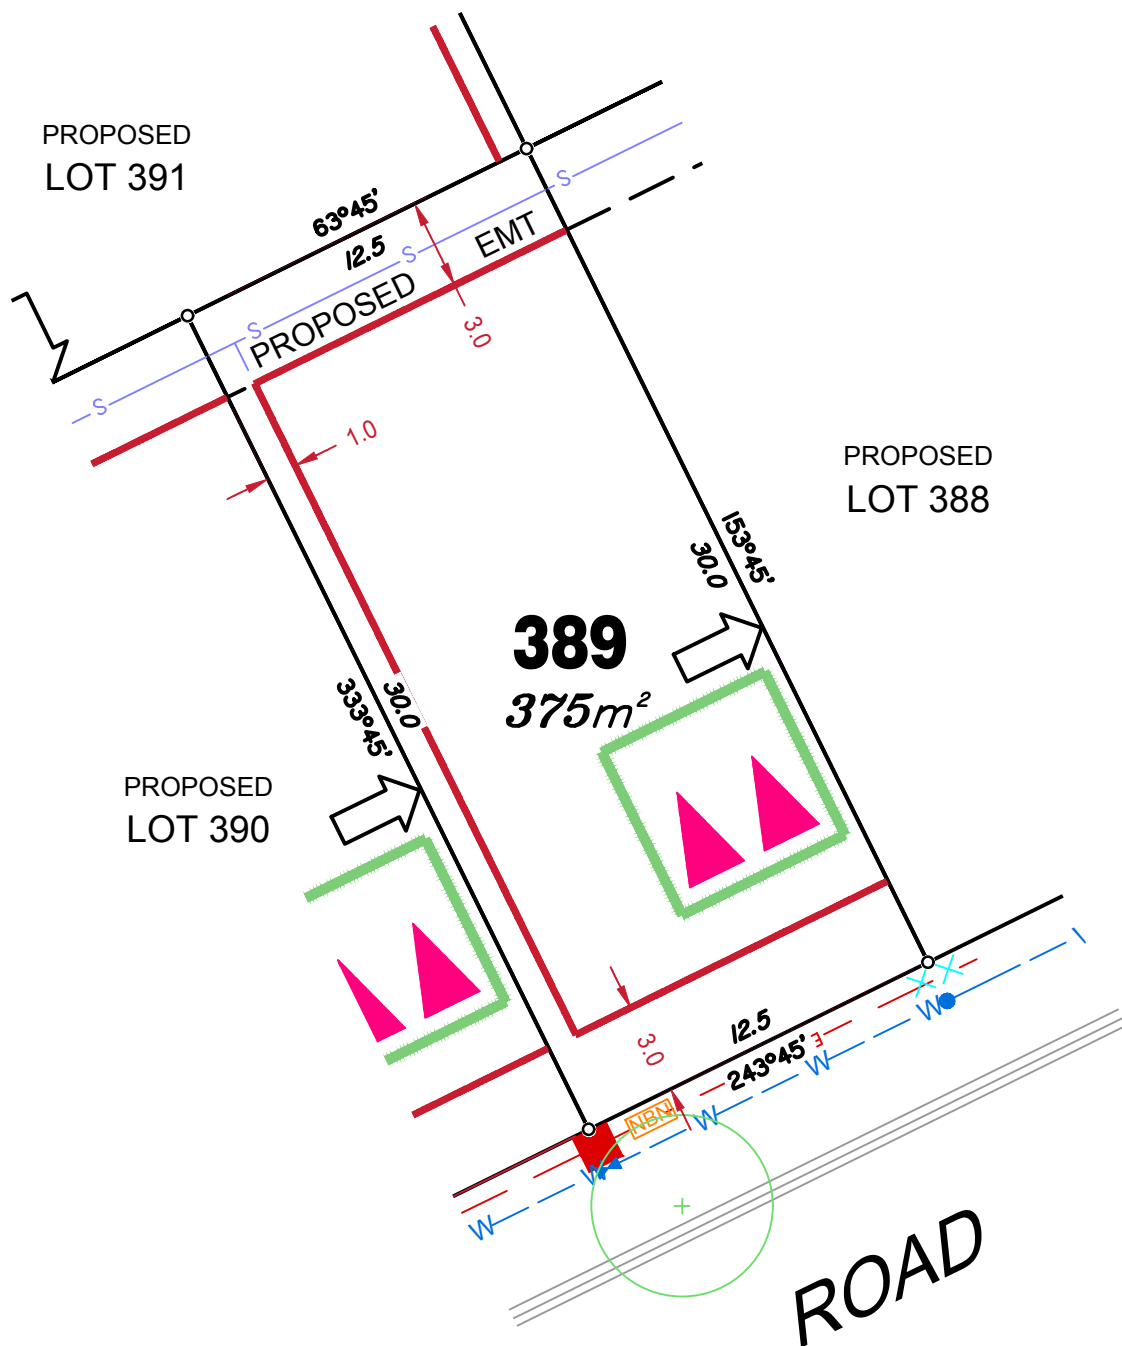 PROPOSED
LOT 391
63°45'
12.5
S
S
S
S
PROPOSED EMT
3.0
1.0
PROPOSED
LOT 388
153°45'
30.0
389
375m²
333°45'
30.0
PROPOSED
LOT 390
3.0
12.5
243°45'
E
NBN
W
W
W
W
W
ROAD